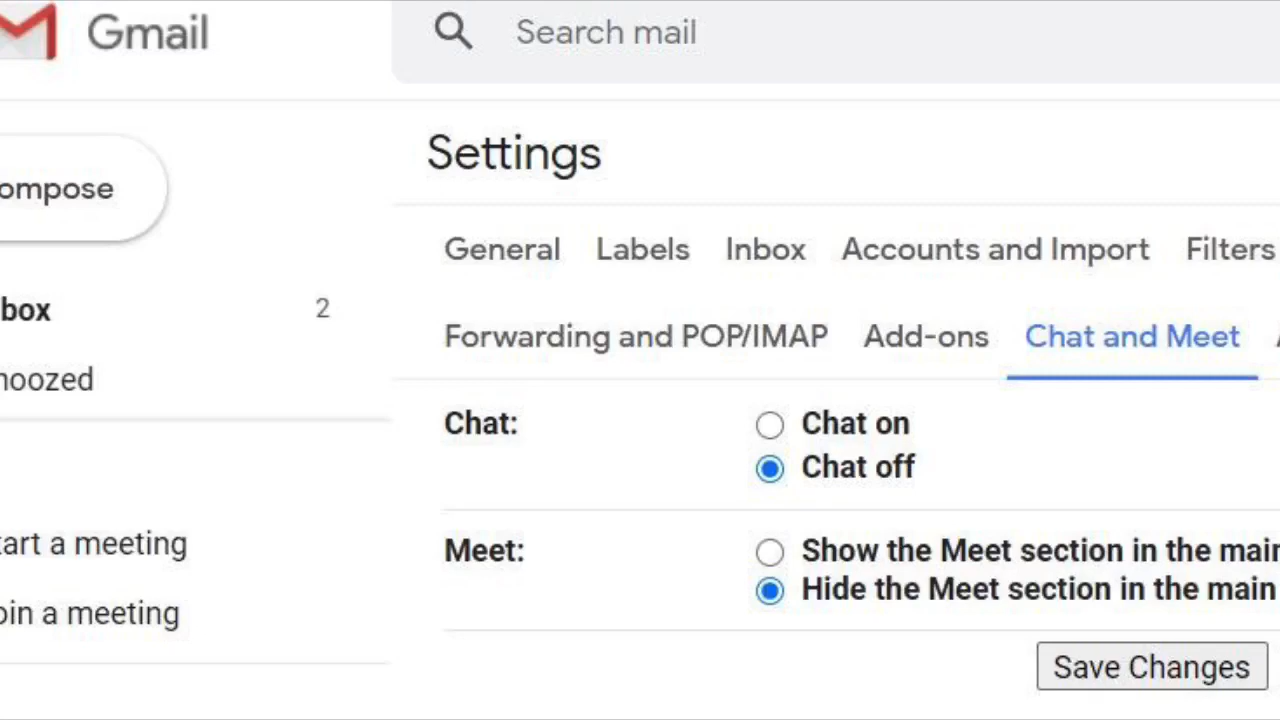 Gmail
Search mail
Settings
ompose
General Labels Inbox Accounts and Import Filters
box 2
Forwarding and POP/IMAP Add-ons Chat and Meet
noozed
Chat:
Chat on
Chat off
tart a meeting
Meet:
Show the Meet section in the main
Hide the Meet section in the main
oin a meeting
Save Changes